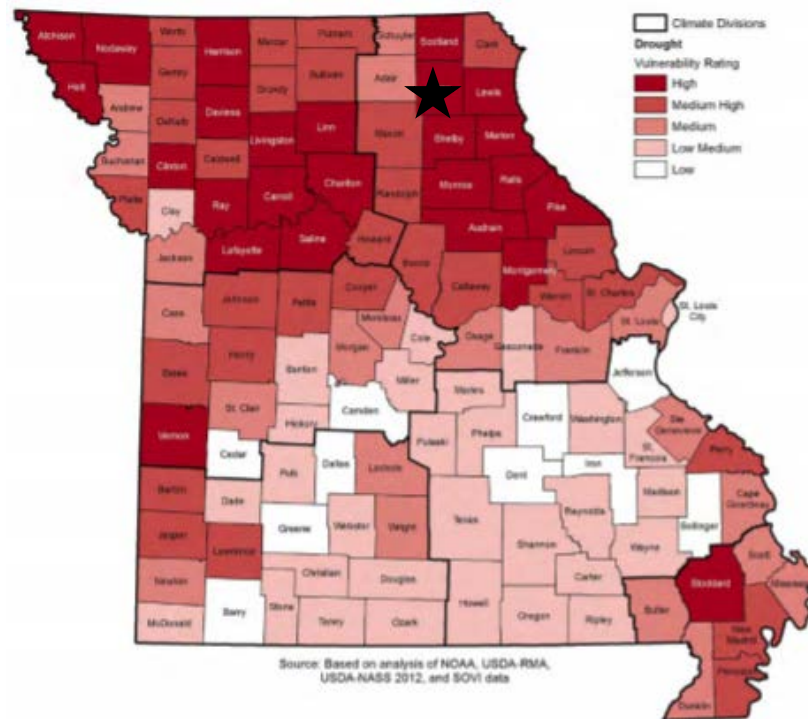 Climate Divisions
Drought
Vulnerability Rating
High
Medium High
Medium
Low Medium
Low
Atchison
Nodaway
Worth
Harrison
Mercer
Putnam
Schuyler
Scotland
Clark
Gentry
Sullivan
Adair
Holt
Grundy
Lewis
Andrew
DeKalb
Daviess
Livingston
Linn
Macon
Shelby
Marion
Buchanan
Clinton
Caldwell
Chariton
Monroe
Ralls
Platte
Clay
Ray
Carroll
Randolph
Pike
Audrain
Lafayette
Saline
Howard
Boone
Montgomery
Lincoln
Jackson
Cooper
Callaway
Warren
St. Charles
Cass
Johnson
Pettis
Moniteau
Cole
Osage
Gasconade
Franklin
St. Louis
St. Louis
City
Bates
Henry
Benton
Morgan
Miller
Jefferson
Maries
St. Clair
Hickory
Camden
Pulaski
Phelps
Crawford
Washington
Ste.
Genevieve
St.
Francois
Perry
Vernon
Cedar
Dallas
Laclede
Dent
Iron
Madison
Cape
Girardeau
Barton
Dade
Polk
Reynolds
Bollinger
Jasper
Greene
Webster
Wright
Texas
Shannon
Wayne
Lawrence
Scott
Newton
Christian
Douglas
Carter
Stoddard
McDonald
Barry
Stone
Taney
Ozark
Howell
Oregon
Ripley
Butler
New
Madrid
Dunklin
Source: Based on analysis of NOAA, USDA-RMA,
USDA-NASS 2012, and SOVI data